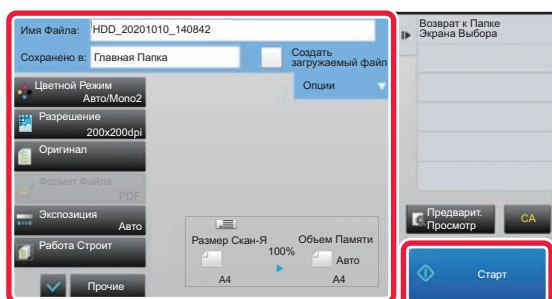 Имя Файла: HDD_20201010_140842
Сохранено в: Главная Папка
Создать
загружаемый файл
Опции
Цветной Режим
Авто/Mono2
Разрешение
200x200dpi
Оригинал
Формат Файла
PDF
Экспозиция
Авто
Работа Строит
Прочие
Размер Скан-Я
100%
Объем Памяти
Авто
A4
A4
Возврат к Папке
Экрана Выбора
Предварит.
Просмотр
CA
Старт